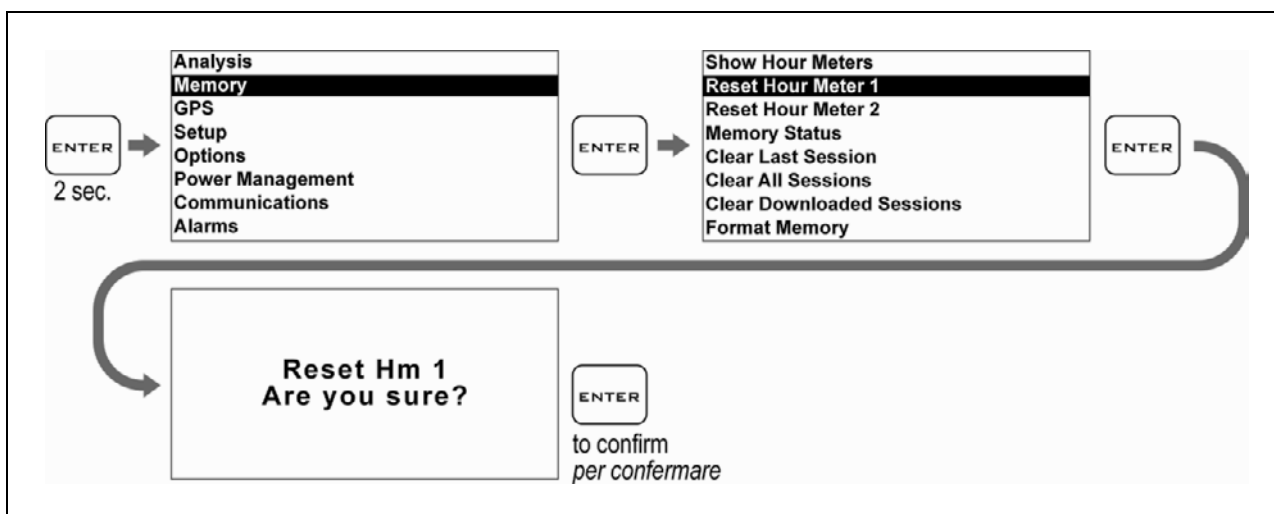 ENTER
2 sec.
Analysis
Memory
GPS
Setup
Options
Power Management
Communications
Alarms
ENTER
Show Hour Meters
Reset Hour Meter 1
Reset Hour Meter 2
Memory Status
Clear Last Session
Clear All Sessions
Clear Downloaded Sessions
Format Memory
ENTER
Reset Hm 1
Are you sure?
ENTER
to confirm
per confermare